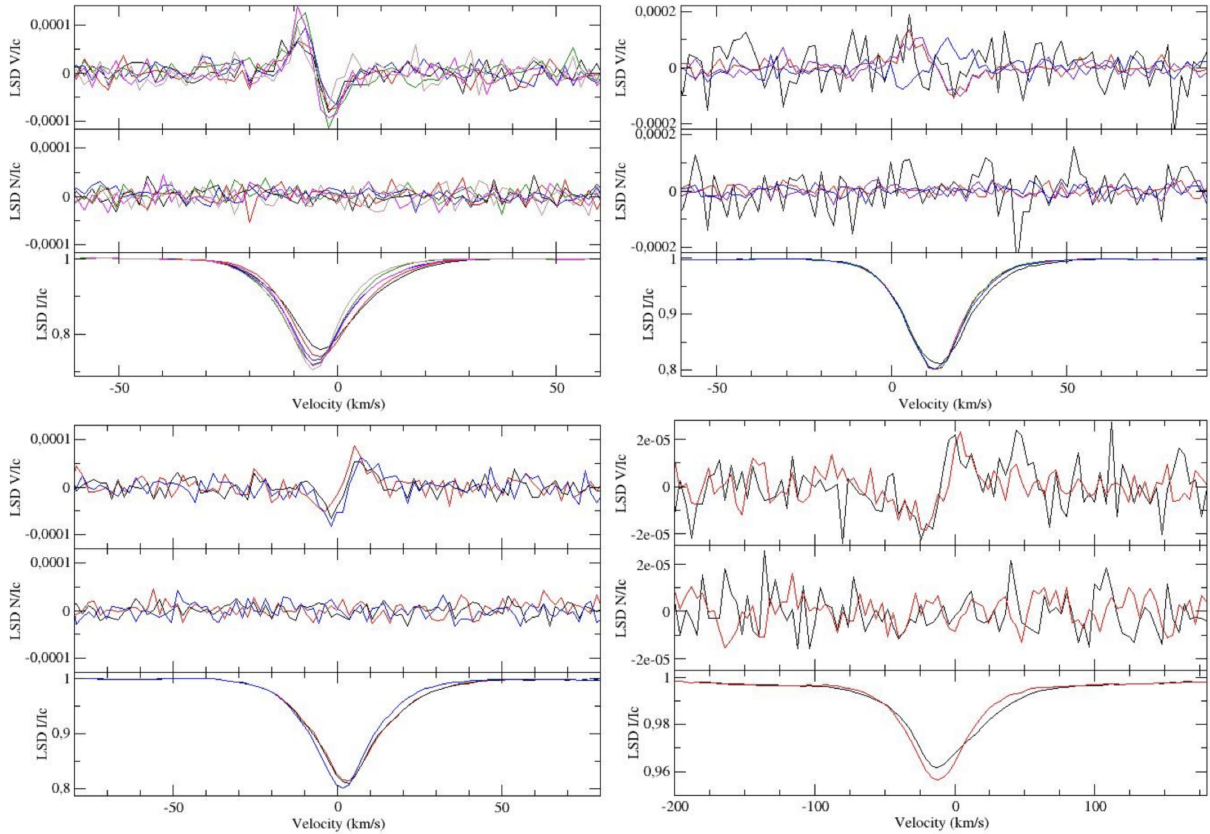 LSD V/Ic
0,0001
0
-0,0001
LSD N/Ic
0,0001
0
-0,0001
LSD I/Ic
1
0,9
0,8
-50 0 50
Velocity (km/s)
LSD V/Ic
0,0002
0
-0.0002
LSD N/Ic
0,0002
0
-0,0002
LSD I/Ic
1
0,9
0,8
-50 0 50
Velocity (km/s)
LSD V/Ic
0,0001
0
-0,0001
LSD N/Ic
0,0001
0
-0,0001
LSD I/Ic
1
0,9
0,8
-50 0 50
Velocity (km/s)
LSD V/Ic
2e-05
0
-2e-05
LSD N/Ic
2e-05
0
-2e-05
LSD I/Ic
1
0,98
0,96
-200 -100 0 100
Velocity (km/s)